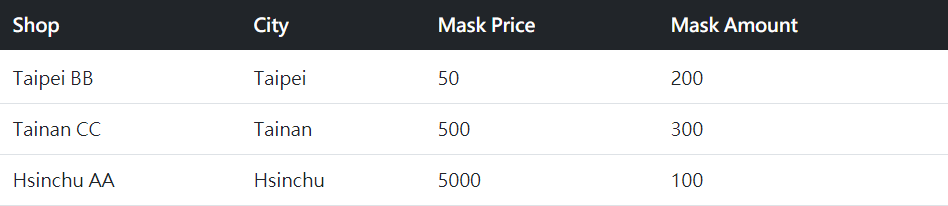 Shop City Mask Price Mask Amount
Taipei BB Taipei 50 200
Tainan CC Tainan 500 300
Hsinchu AA Hsinchu 5000 100